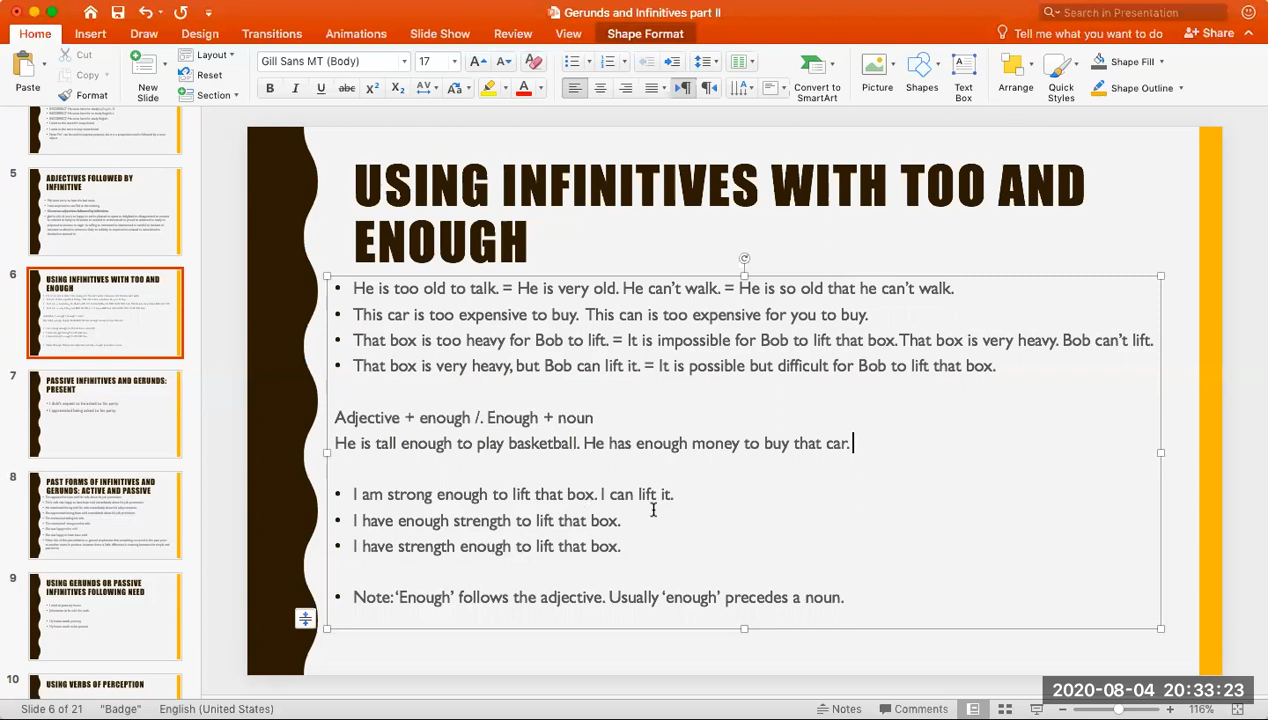 Gerunds and Infinitives part II
Search in Presentation
Home Insert Draw Design Transitions Animations Slide Show Review View Shape Format Tell me what you want to do Share
Paste
Cut
Copy
Format
New Slide
Layout
Reset
Section
Gill Sans MT (Body) 17
Convert to SmartArt
Picture
Shapes
Text Box
Arrange
Quick Styles
Shape Fill
Shape Outline
5
ADJECTIVES FOLLOWED BY
INFINITIVE
6
USING INFINITIVES WITH TOO AND
ENOUGH
7
PASSIVE INFINITIVES AND GERUNDS:
PRESENT
8
PAST FORMS OF INFINITIVES AND
GERUNDS: ACTIVE AND PASSIVE
9
USING GERUNDS OR PASSIVE
INFINITIVES FOLLOWING NEED
10
USING VERBS OF PERCEPTION
USING INFINITIVES WITH TOO AND
ENOUGH
• He is too old to talk. = He is very old. He can't walk. = He is so old that he can't walk.
• This car is too expensive to buy. This can is too expensive for you to buy.
• That box is too heavy for Bob to lift. = It is impossible for Bob to lift that box. That box is very heavy. Bob can't lift.
• That box is very heavy, but Bob can lift it. = It is possible but difficult for Bob to lift that box.
Adjective + enough /. Enough + noun
He is tall enough to play basketball. He has enough money to buy that car.
• I am strong enough to lift that box. I can lift it.
• I have enough strength to lift that box.
• I have strength enough to lift that box.
• Note: 'Enough' follows the adjective. Usually 'enough' precedes a noun.
2020-08-04 20:33:23
Slide 6 of 21 "Badge" English (United States) Notes Comments 116%